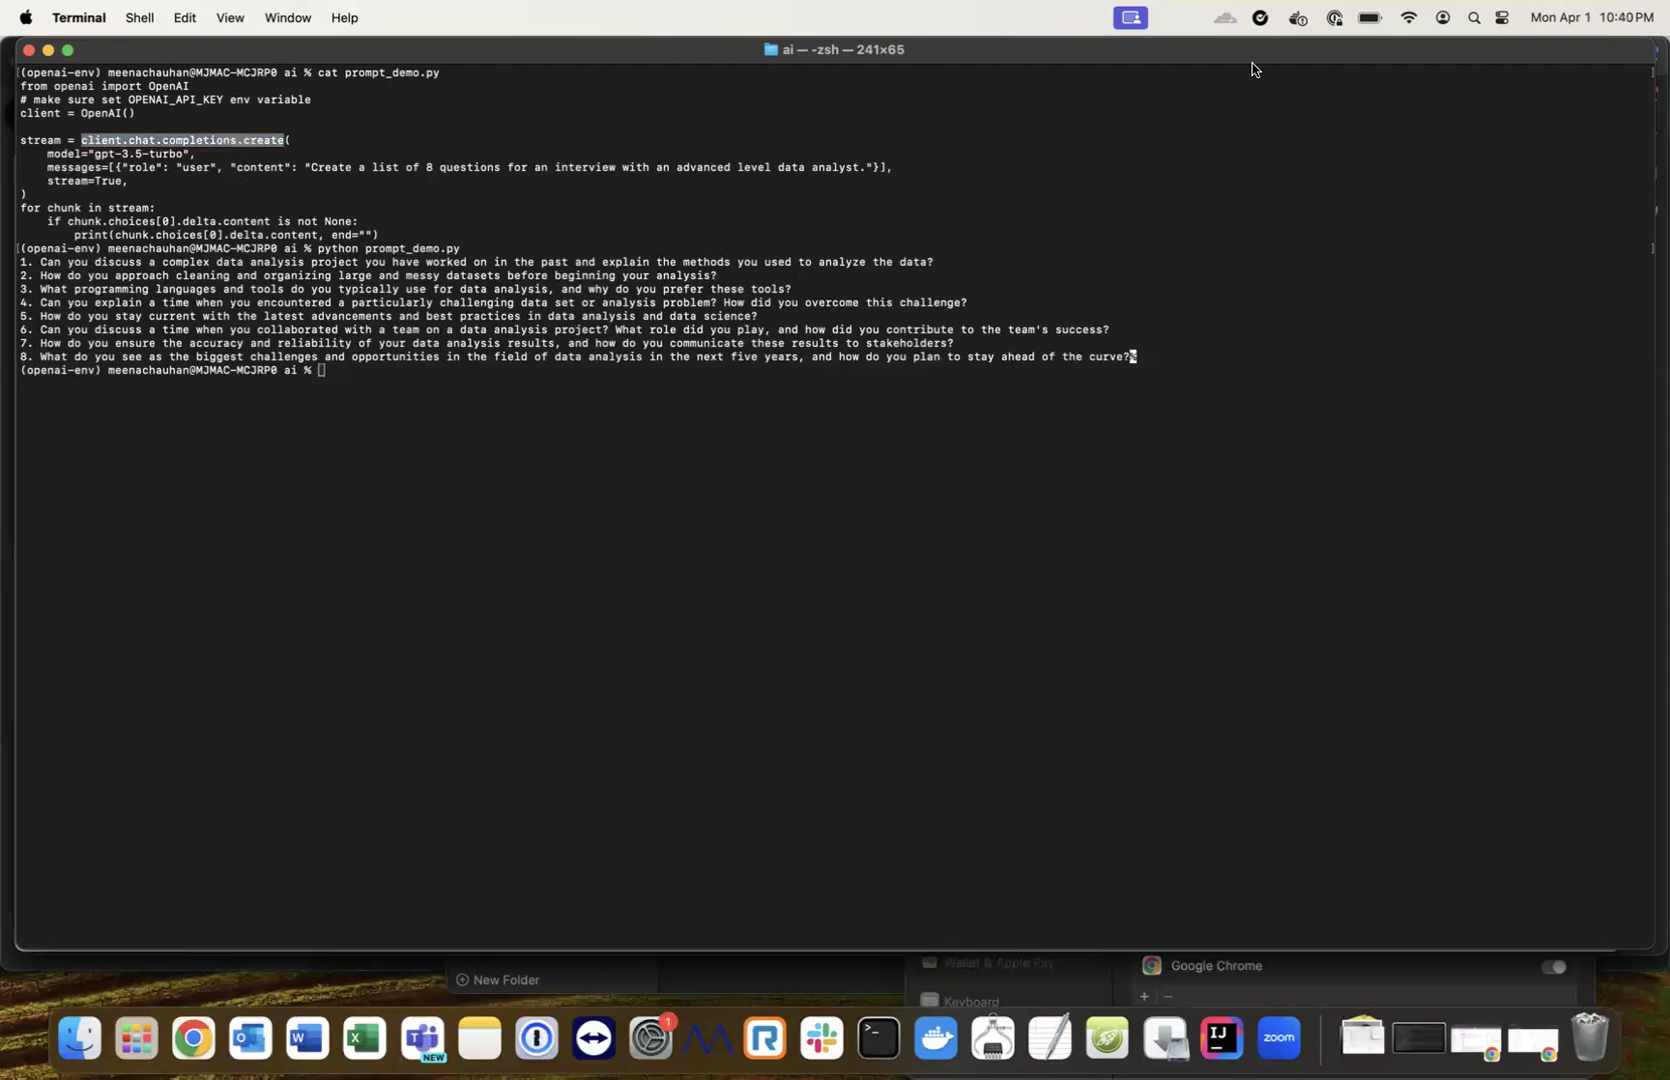 Terminal Shell Edit View Window Help Mon Apr 1 10:40 PM
ai — -zsh — 241×65
(openai-env) meenachauhan@MJMAC-MCJRP0 ai % cat prompt_demo.py
from openai import OpenAI
# make sure set OPENAI_API_KEY env variable
client = OpenAI()
stream = client.chat.completions.create(
    model="gpt-3.5-turbo",
    messages=[{"role": "user", "content": "Create a list of 8 questions for an interview with an advanced level data analyst."}],
    stream=True,
)
for chunk in stream:
    if chunk.choices[0].delta.content is not None:
        print(chunk.choices[0].delta.content, end="")
(openai-env) meenachauhan@MJMAC-MCJRP0 ai % python prompt_demo.py
1. Can you discuss a complex data analysis project you have worked on in the past and explain the methods you used to analyze the data?
2. How do you approach cleaning and organizing large and messy datasets before beginning your analysis?
3. What programming languages and tools do you typically use for data analysis, and why do you prefer these tools?
4. Can you explain a time when you encountered a particularly challenging data set or analysis problem? How did you overcome this challenge?
5. How do you stay current with the latest advancements and best practices in data analysis and data science?
6. Can you discuss a time when you collaborated with a team on a data analysis project? What role did you play, and how did you contribute to the team's success?
7. How do you ensure the accuracy and reliability of your data analysis results, and how do you communicate these results to stakeholders?
8. What do you see as the biggest challenges and opportunities in the field of data analysis in the next five years, and how do you plan to stay ahead of the curve?%
(openai-env) meenachauhan@MJMAC-MCJRP0 ai %
Wallet & Apple Pay
Google Chrome
New Folder
+ −
Keyboard
1
NEW
zoom